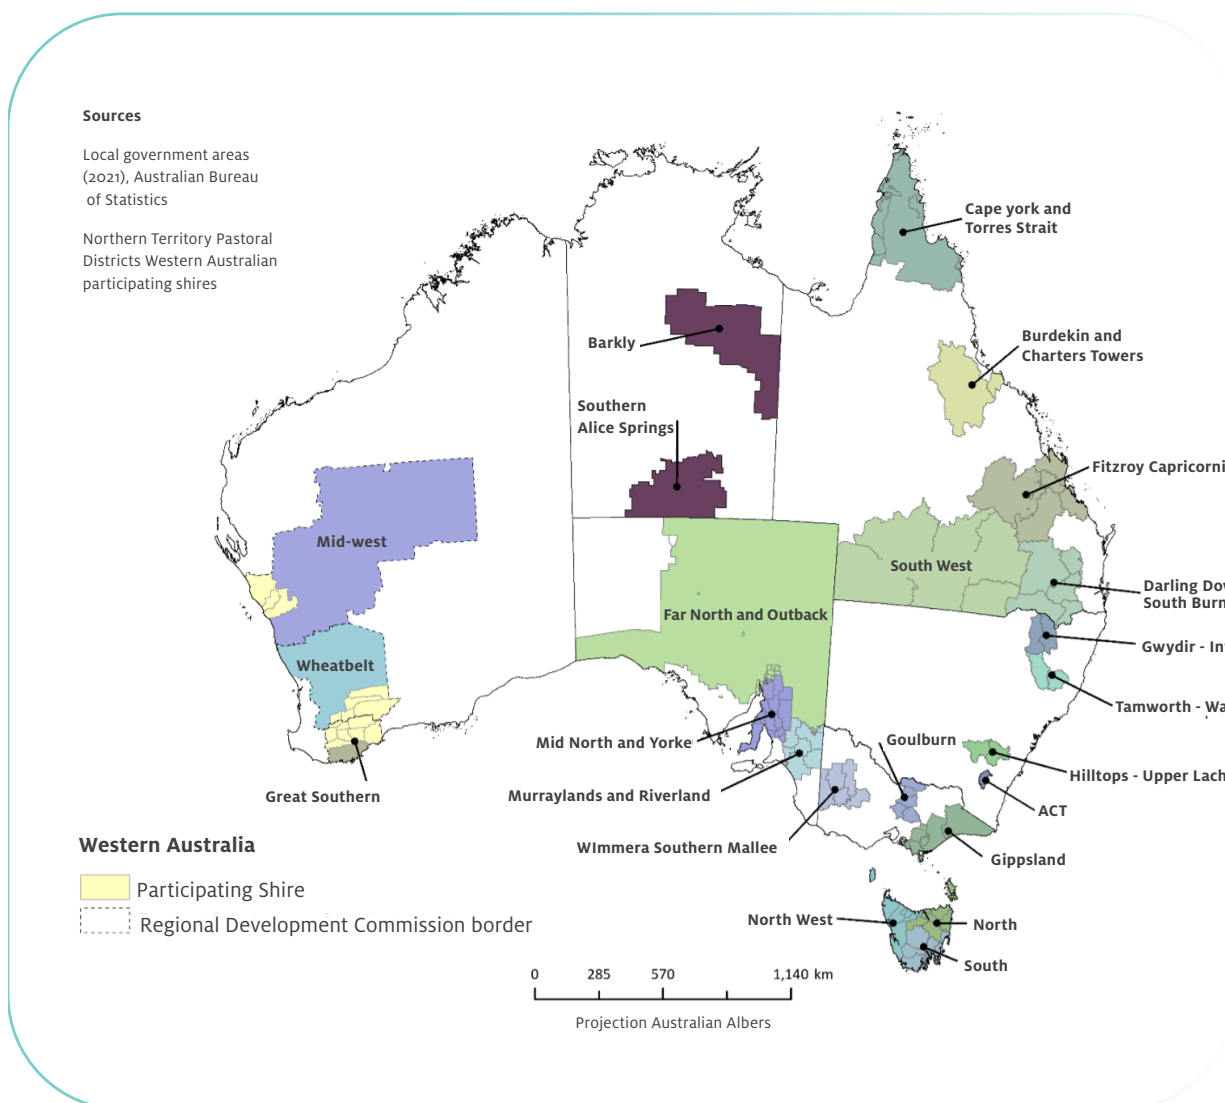 Sources
Local government areas
(2021), Australian Bureau
of Statistics
Northern Territory Pastoral
Districts Western Australian
participating shires
Cape york and
Torres Strait
Barkly
Burdekin and
Charters Towers
Southern
Alice Springs
Fitzroy Capricorni
Mid-west
South West
Darling Dow
South Burn
Far North and Outback
Gwydir - In
Wheatbelt
Tamworth - Wa
Mid North and Yorke
Goulburn
Hilltops - Upper Lach
Great Southern
Murraylands and Riverland
ACT
WImmera Southern Mallee
Gippsland
Western Australia
Participating Shire
Regional Development Commission border
North West
North
South
0 285 570 1,140 km
Projection Australian Albers